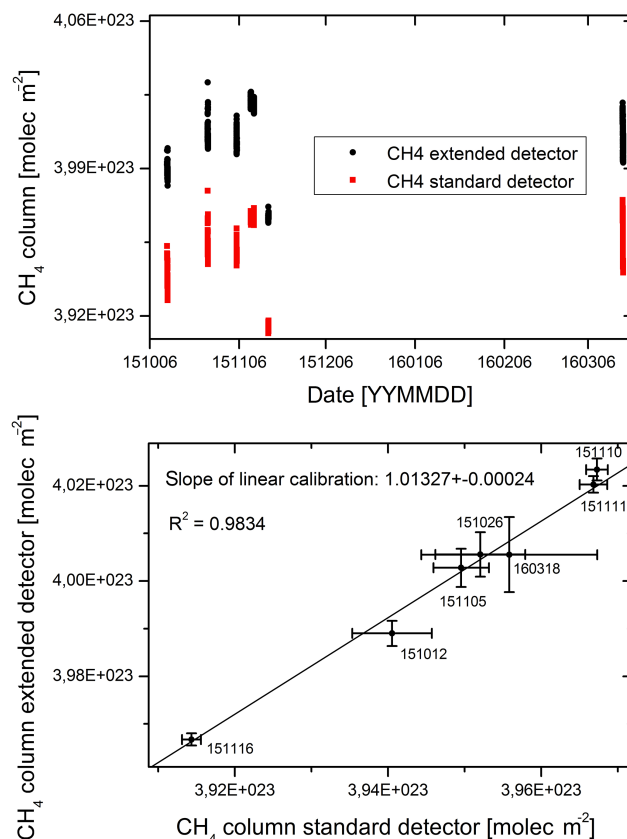 4,06E+023
3,99E+023
3,92E+023
CH₄ column [molec m⁻²]
CH4 extended detector
CH4 standard detector
151006 151106 151206 160106 160206 160306
Date [YYMMDD]
4,02E+023
4,00E+023
3,98E+023
CH₄ column extended detector [molec m⁻²]
Slope of linear calibration: 1.01327+-0.00024
R² = 0.9834
151110
151111
151026
160318
151105
151012
151116
3,92E+023 3,94E+023 3,96E+023
CH₄ column standard detector [molec m⁻²]